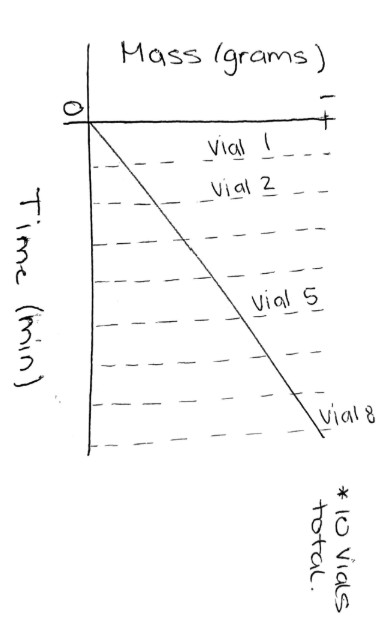 Mass (grams)
0
1
Vial 1
Vial 2
Vial 5
Vial 8
Time (min)
* 10 Vials
total.